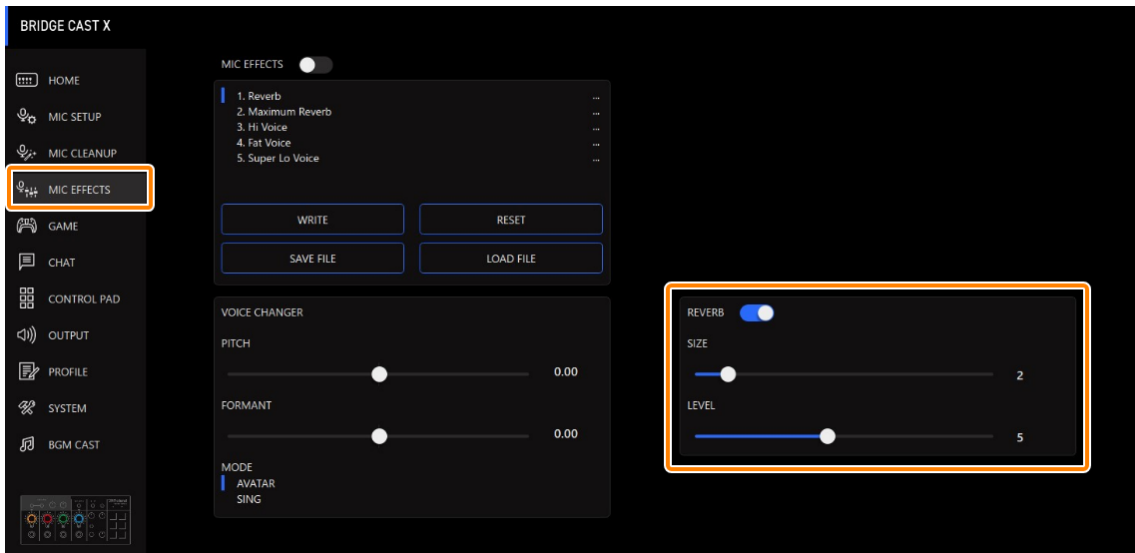 BRIDGE CAST X
HOME
MIC SETUP
MIC CLEANUP
MIC EFFECTS
GAME
CHAT
CONTROL PAD
OUTPUT
PROFILE
SYSTEM
BGM CAST
MIC EFFECTS
1. Reverb ...
2. Maximum Reverb ...
3. Hi Voice ...
4. Fat Voice ...
5. Super Lo Voice ...
WRITE RESET
SAVE FILE LOAD FILE
VOICE CHANGER
PITCH
0.00
FORMANT
0.00
MODE
AVATAR
SING
REVERB
SIZE
2
LEVEL
5